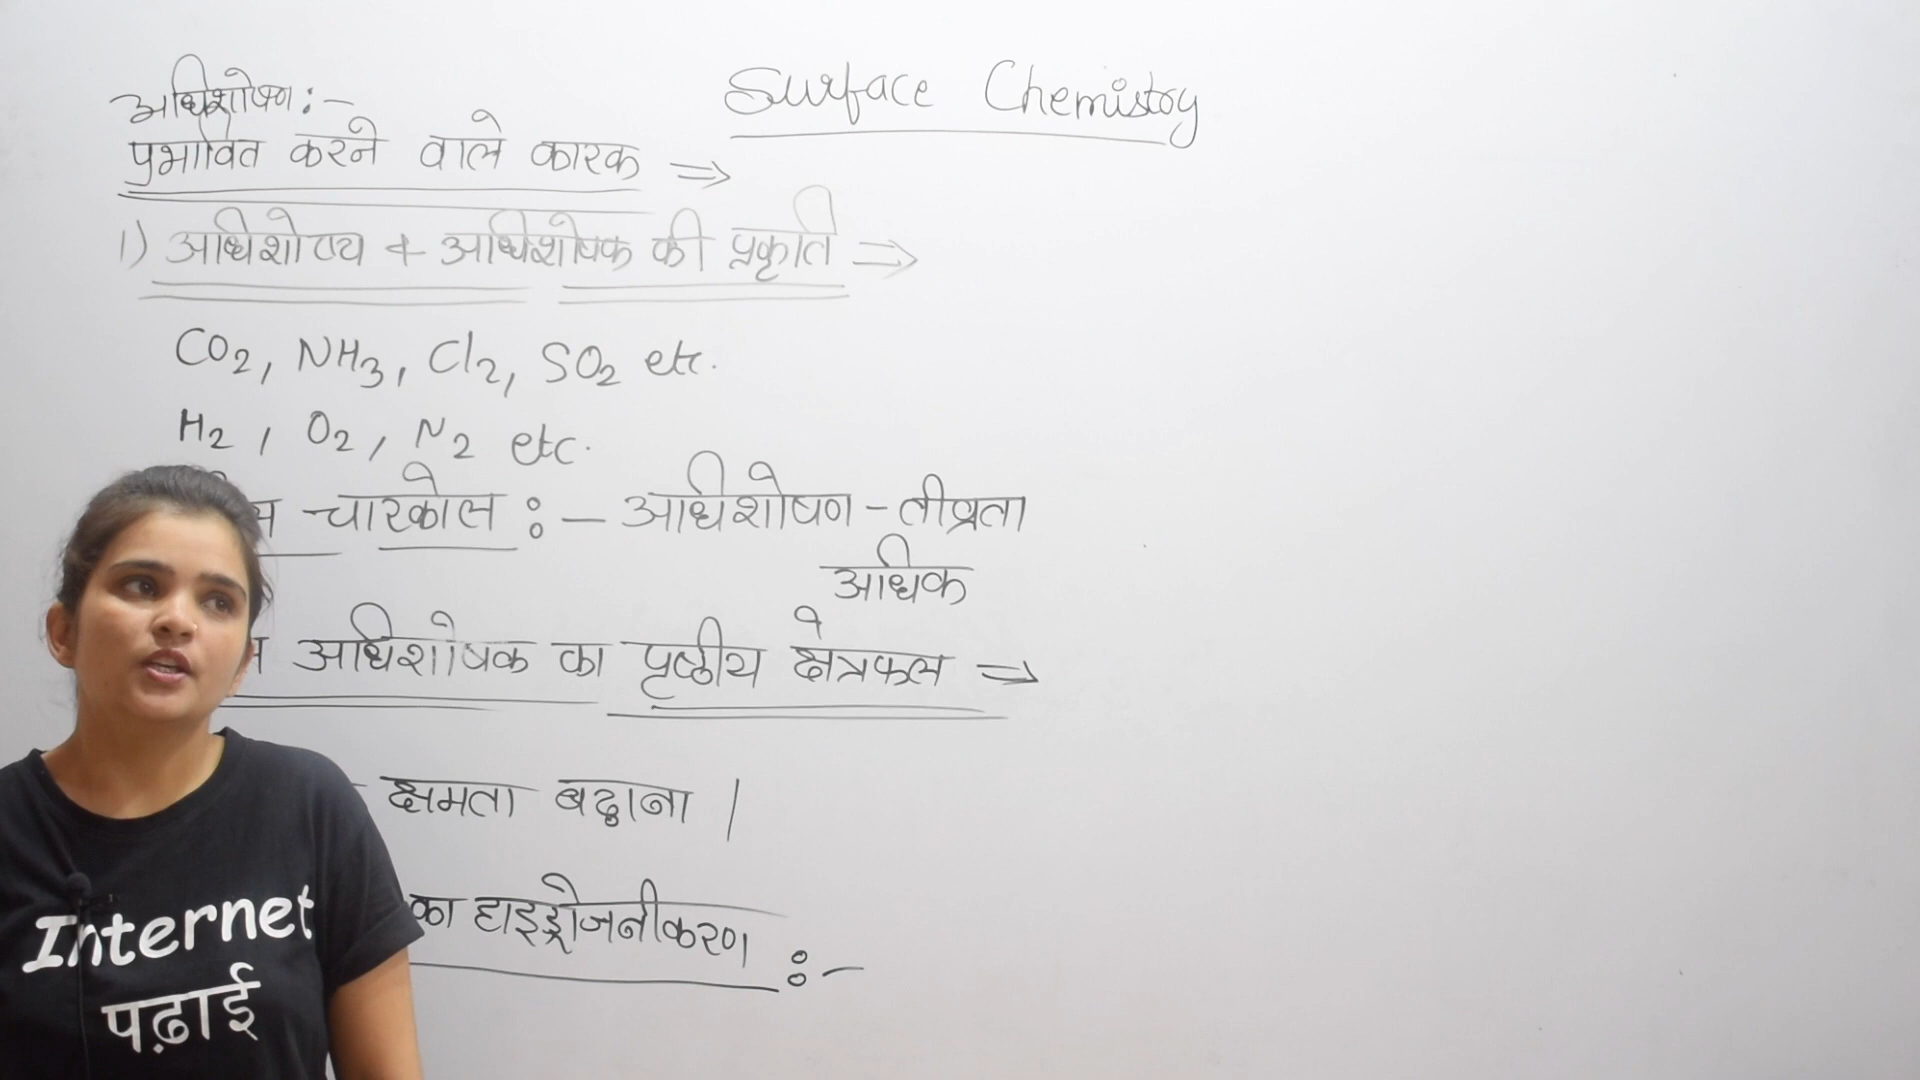 Surface Chemistry
अधिशोषण :-
प्रभावित करने वाले कारक ⇒
1) अधिशोष्य + अधिशोषक की प्रकृति ⇒
CO2, NH3, Cl2, SO2 etc.
H2, O2, N2 etc.
चारकोल :- अधिशोषण - तीव्रता
अधिक
अधिशोषक का पृष्ठीय क्षेत्रफल ⇒
- क्षमता बढ़ाना |
का हाइड्रोजनीकरण :-
Internet
पढ़ाई